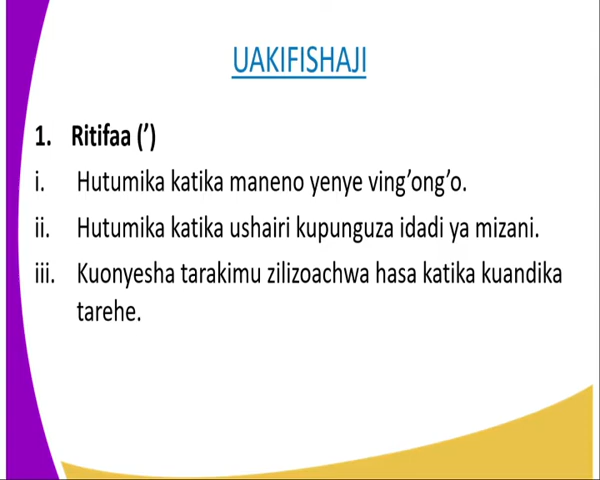 UAKIFISHAJI
1. Ritifaa (’)
i. Hutumika katika maneno yenye ving’ong’o.
ii. Hutumika katika ushairi kupunguza idadi ya mizani.
iii. Kuonyesha tarakimu zilizoachwa hasa katika kuandika
tarehe.